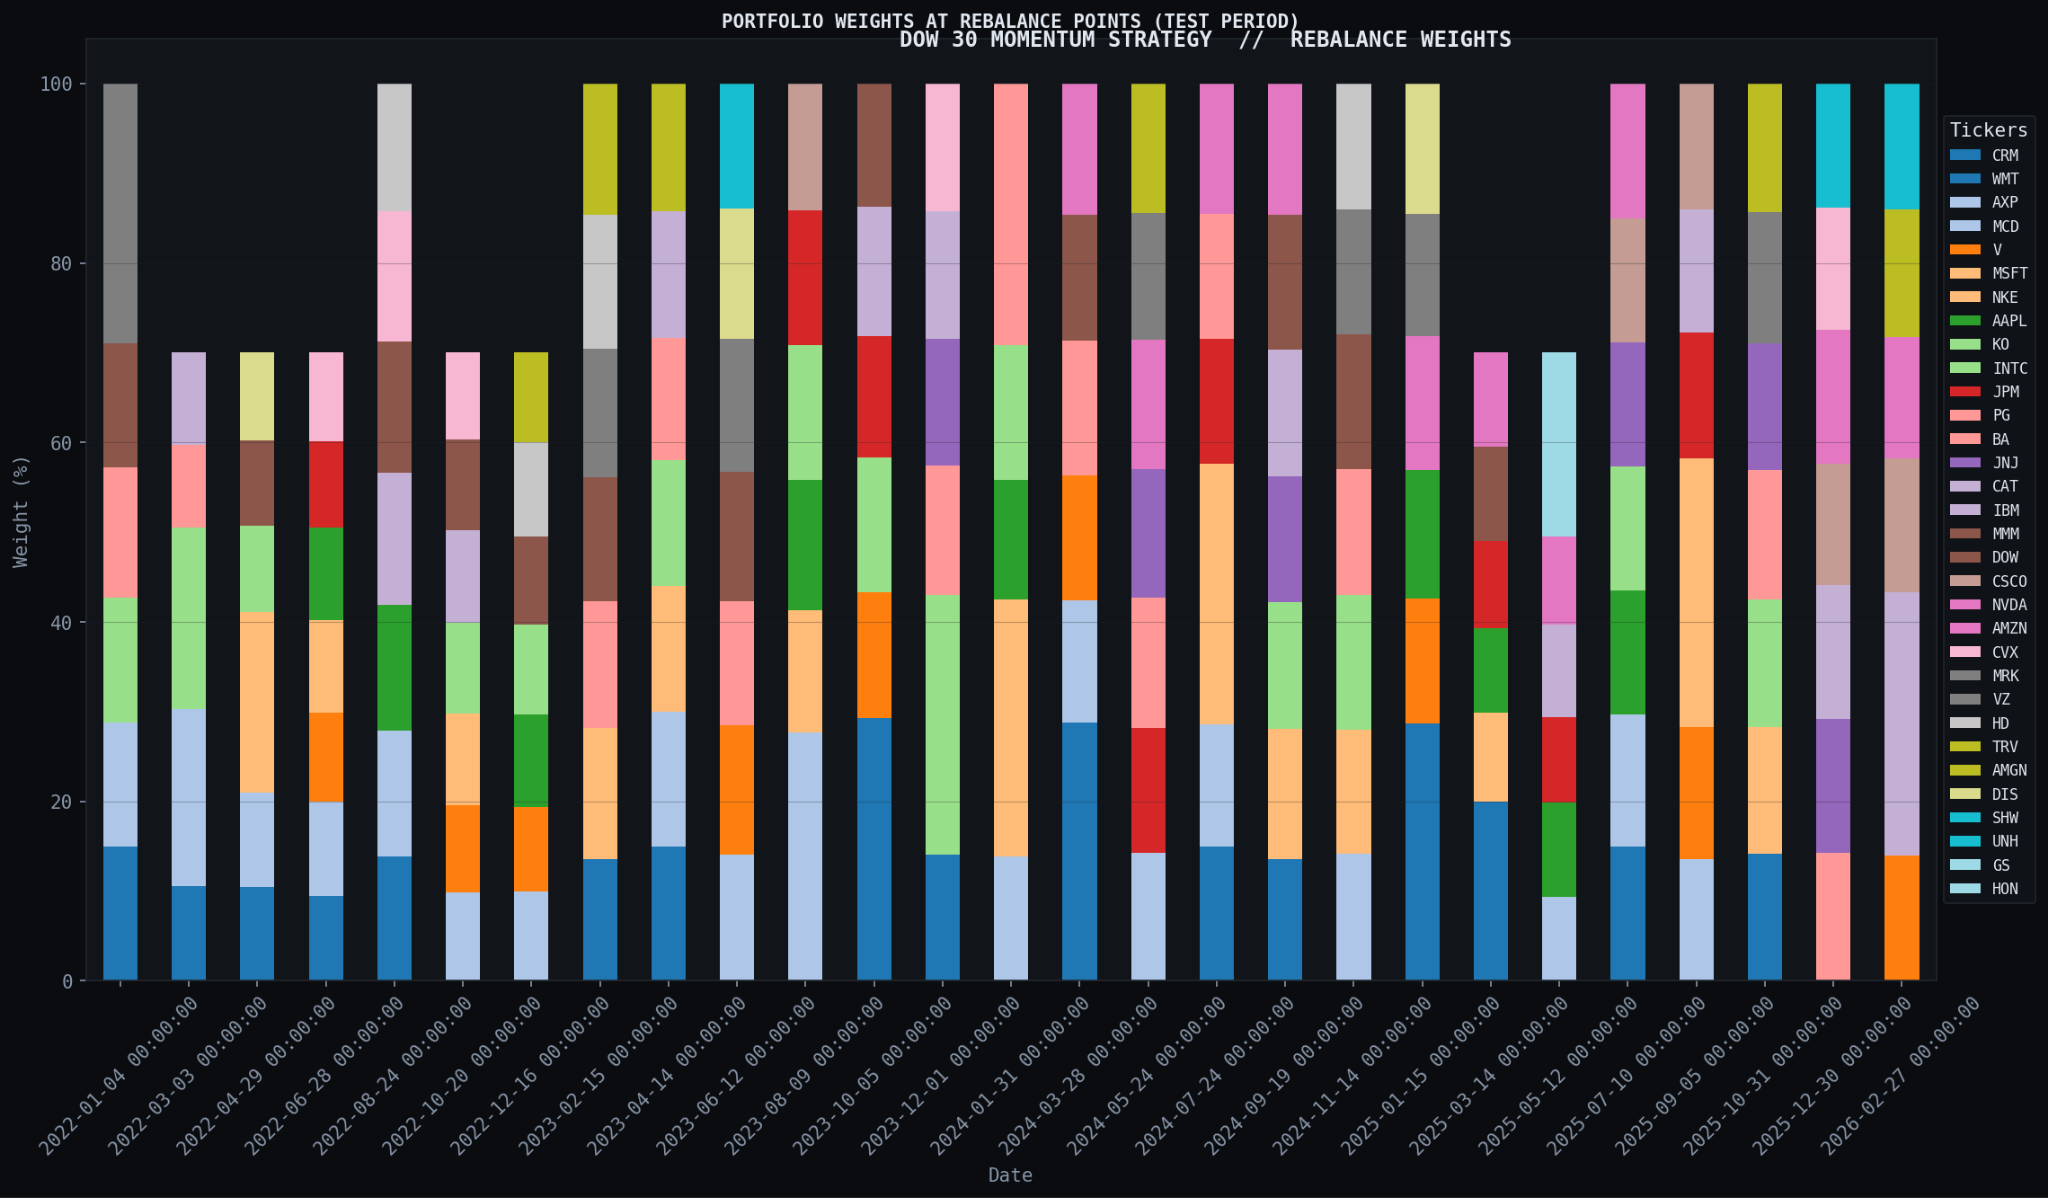 PORTFOLIO WEIGHTS AT REBALANCE POINTS (TEST PERIOD)
DOW 30 MOMENTUM STRATEGY // REBALANCE WEIGHTS
Weight (%)
100
80
60
40
20
0
Tickers
CRM
WMT
AXP
MCD
V
MSFT
NKE
AAPL
KO
INTC
JPM
PG
BA
JNJ
CAT
IBM
MMM
DOW
CSCO
NVDA
AMZN
CVX
MRK
VZ
HD
TRV
AMGN
DIS
SHW
UNH
GS
HON
2022-01-04 00:00:00
2022-03-03 00:00:00
2022-04-29 00:00:00
2022-06-28 00:00:00
2022-08-24 00:00:00
2022-10-20 00:00:00
2022-12-16 00:00:00
2023-02-15 00:00:00
2023-04-14 00:00:00
2023-06-12 00:00:00
2023-08-09 00:00:00
2023-10-05 00:00:00
2023-12-01 00:00:00
2024-01-31 00:00:00
2024-03-28 00:00:00
2024-05-24 00:00:00
2024-07-24 00:00:00
2024-09-19 00:00:00
2024-11-14 00:00:00
2025-01-15 00:00:00
2025-03-14 00:00:00
2025-05-12 00:00:00
2025-07-10 00:00:00
2025-09-05 00:00:00
2025-10-31 00:00:00
2025-12-30 00:00:00
2026-02-27 00:00:00
Date